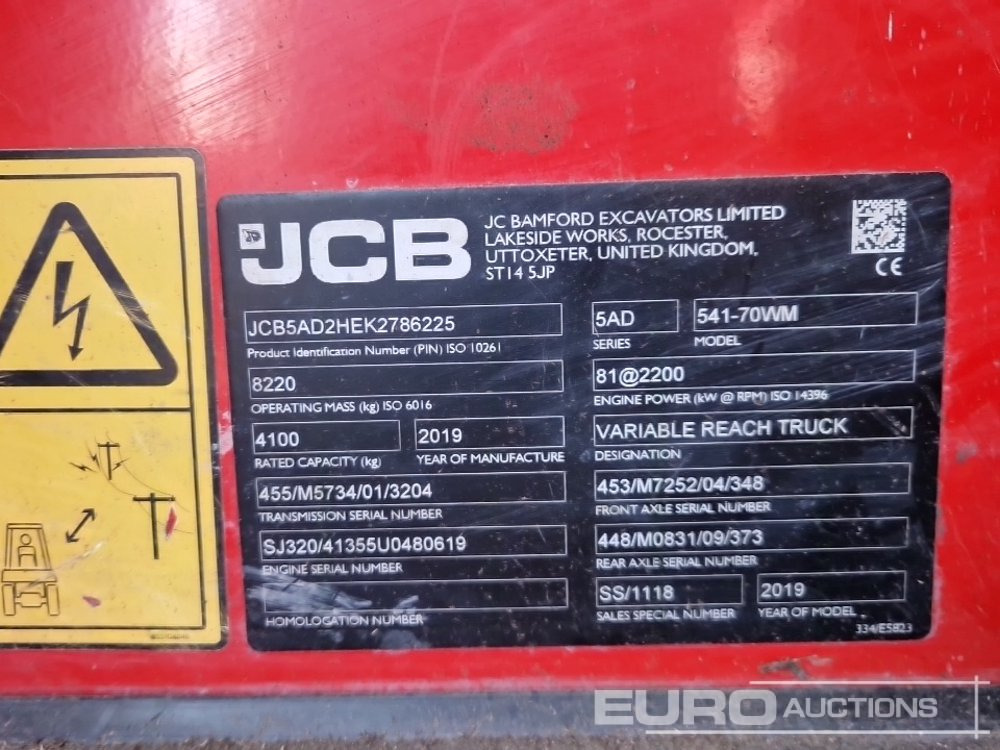 JCB
JC BAMFORD EXCAVATORS LIMITED
LAKESIDE WORKS, ROCESTER,
UTTOXETER, UNITED KINGDOM,
ST14 5JP
CE
JCB5AD2HEK2786225
Product Identification Number (PIN) ISO 10261
5AD
SERIES
541-70WM
MODEL
8220
OPERATING MASS (kg) ISO 6016
81@2200
ENGINE POWER (kW @ RPM) ISO 14396
4100
RATED CAPACITY (kg)
2019
YEAR OF MANUFACTURE
VARIABLE REACH TRUCK
DESIGNATION
455/M5734/01/3204
TRANSMISSION SERIAL NUMBER
453/M7252/04/348
FRONT AXLE SERIAL NUMBER
SJ320/41355U0480619
ENGINE SERIAL NUMBER
448/M0831/09/373
REAR AXLE SERIAL NUMBER
HOMOLOGATION NUMBER
SS/1118
SALES SPECIAL NUMBER
2019
YEAR OF MODEL
334/E5823
EURO AUCTIONS